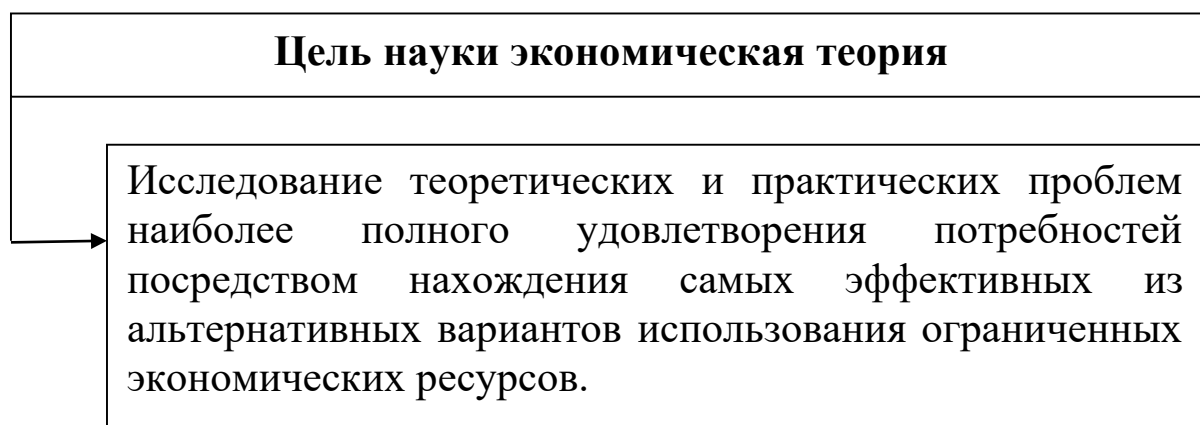 Цель науки экономическая теория
Исследование теоретических и практических проблем
наиболее полного удовлетворения потребностей
посредством нахождения самых эффективных из
альтернативных вариантов использования ограниченных
экономических ресурсов.